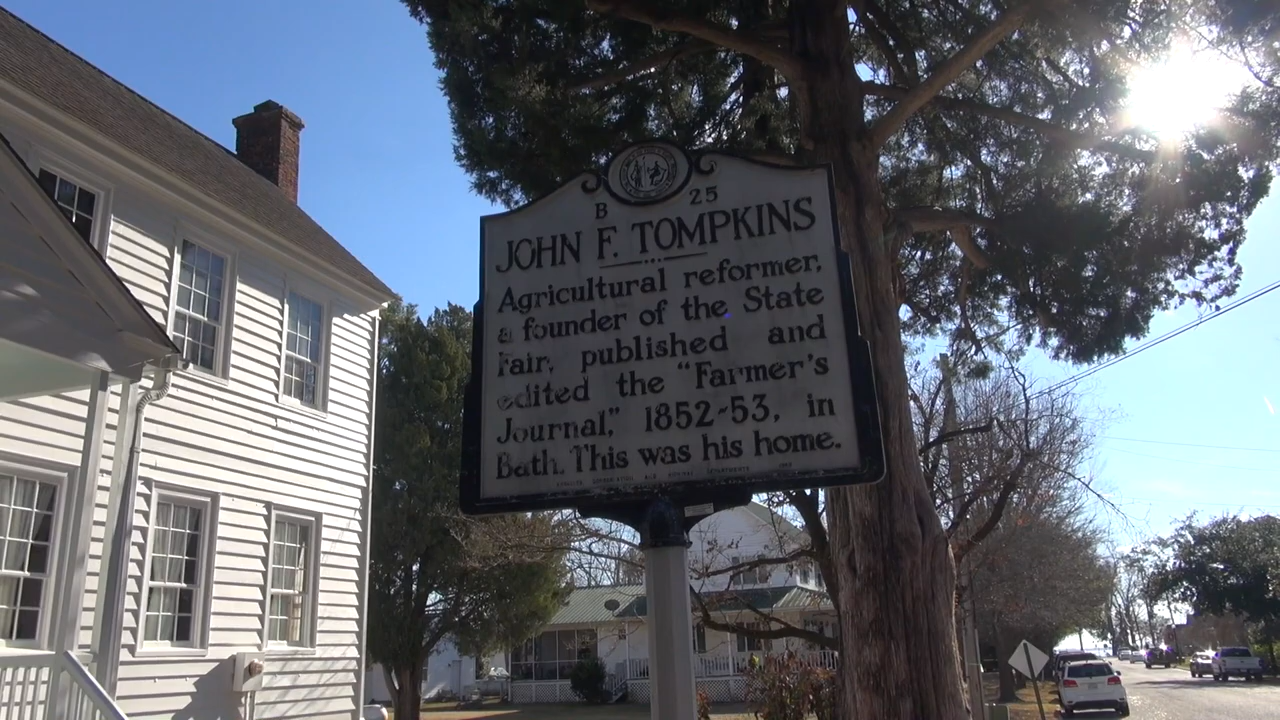 B 25
JOHN F. TOMPKINS
Agricultural reformer,
a founder of the State
Fair, published and
edited the "Farmer's
Journal," 1852-53, in
Bath. This was his home.